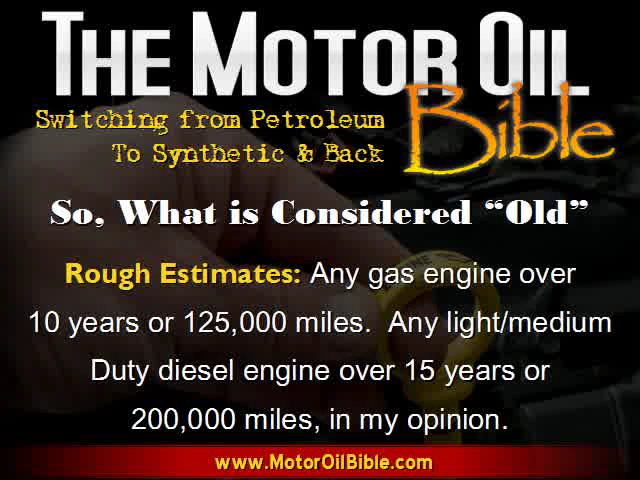 THE MOTOR OIL
Bible
Switching from Petroleum
To Synthetic & Back
So, What is Considered “Old”
Rough Estimates: Any gas engine over
10 years or 125,000 miles.  Any light/medium
Duty diesel engine over 15 years or
200,000 miles, in my opinion.
www.MotorOilBible.com